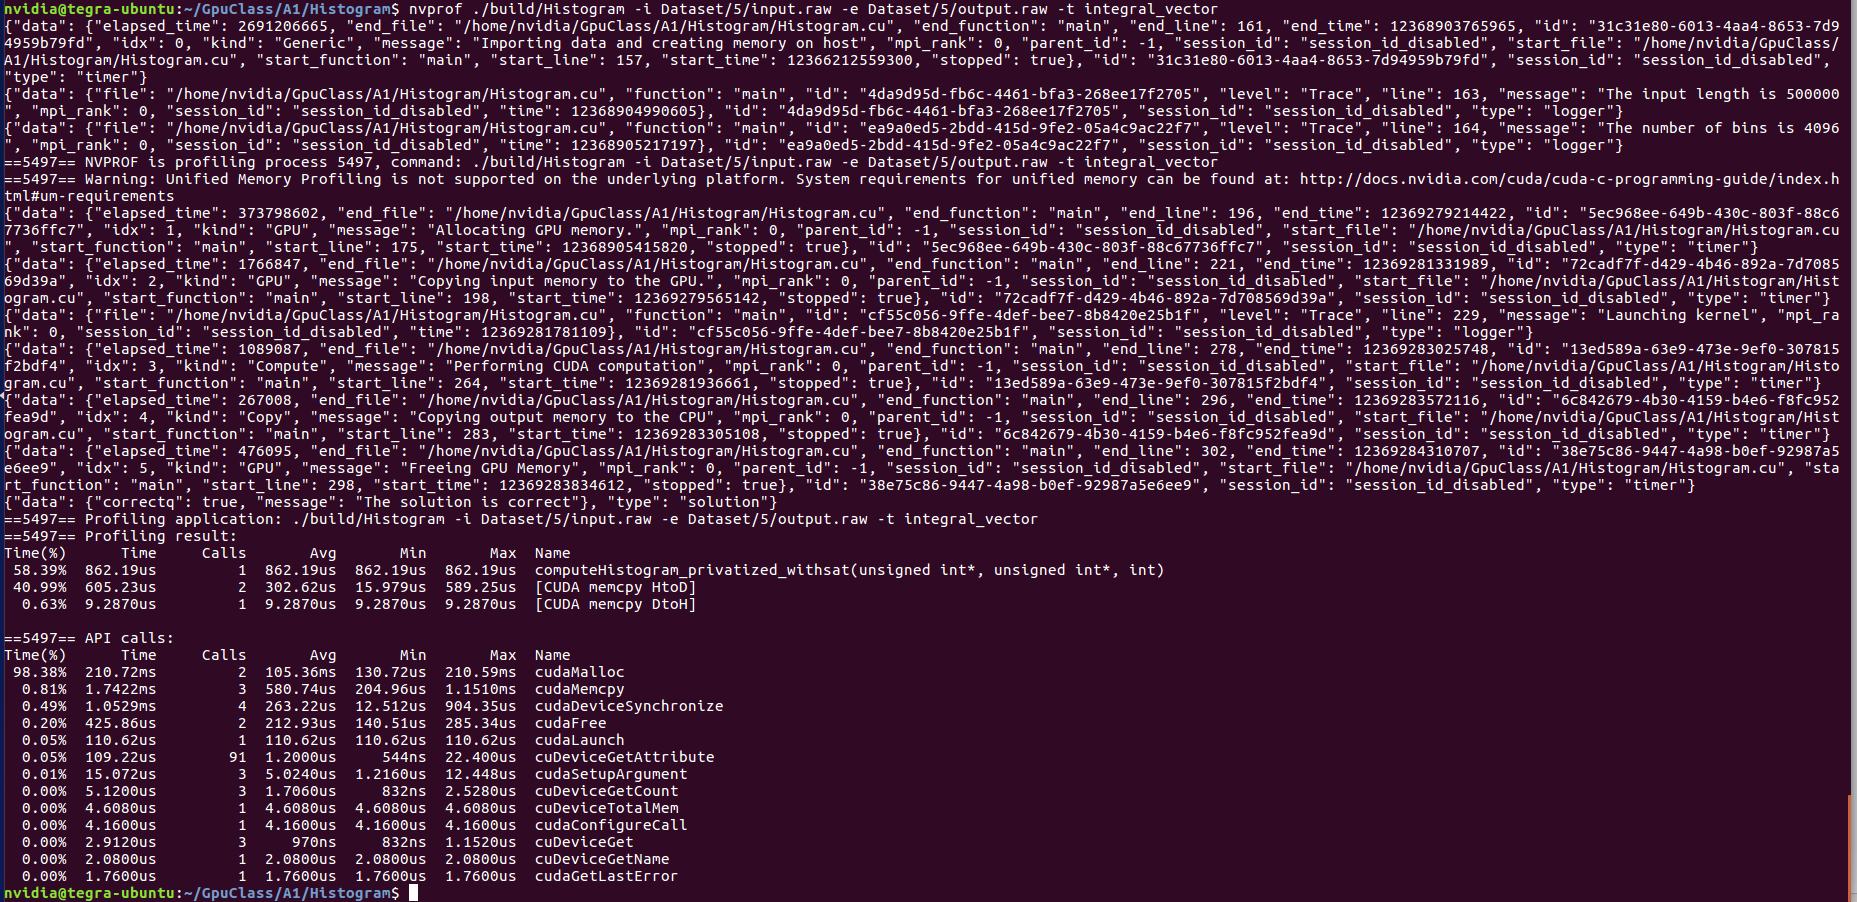 nvidia@tegra-ubuntu:~/GpuClass/A1/Histogram$ nvprof ./build/Histogram -i Dataset/5/input.raw -e Dataset/5/output.raw -t integral_vector
{"data": {"elapsed_time": 2691206665, "end_file": "/home/nvidia/GpuClass/A1/Histogram/Histogram.cu", "end_function": "main", "end_line": 161, "end_time": 12368903765965, "id": "31c31e80-6013-4aa4-8653-7d9
4959b79fd", "idx": 0, "kind": "Generic", "message": "Importing data and creating memory on host", "mpi_rank": 0, "parent_id": -1, "session_id": "session_id_disabled", "start_file": "/home/nvidia/GpuClass/
A1/Histogram/Histogram.cu", "start_function": "main", "start_line": 157, "start_time": 12366212559300, "stopped": true}, "id": "31c31e80-6013-4aa4-8653-7d94959b79fd", "session_id": "session_id_disabled",
"type": "timer"}
{"data": {"file": "/home/nvidia/GpuClass/A1/Histogram/Histogram.cu", "function": "main", "id": "4da9d95d-fb6c-4461-bfa3-268ee17f2705", "level": "Trace", "line": 163, "message": "The input length is 500000
", "mpi_rank": 0, "session_id": "session_id_disabled", "time": 12368904990605}, "id": "4da9d95d-fb6c-4461-bfa3-268ee17f2705", "session_id": "session_id_disabled", "type": "logger"}
{"data": {"file": "/home/nvidia/GpuClass/A1/Histogram/Histogram.cu", "function": "main", "id": "ea9a0ed5-2bdd-415d-9fe2-05a4c9ac22f7", "level": "Trace", "line": 164, "message": "The number of bins is 4096
", "mpi_rank": 0, "session_id": "session_id_disabled", "time": 12368905217197}, "id": "ea9a0ed5-2bdd-415d-9fe2-05a4c9ac22f7", "session_id": "session_id_disabled", "type": "logger"}
==5497== NVPROF is profiling process 5497, command: ./build/Histogram -i Dataset/5/input.raw -e Dataset/5/output.raw -t integral_vector
==5497== Warning: Unified Memory Profiling is not supported on the underlying platform. System requirements for unified memory can be found at: http://docs.nvidia.com/cuda/cuda-c-programming-guide/index.h
tml#um-requirements
{"data": {"elapsed_time": 373798602, "end_file": "/home/nvidia/GpuClass/A1/Histogram/Histogram.cu", "end_function": "main", "end_line": 196, "end_time": 12369279214422, "id": "5ec968ee-649b-430c-803f-88c6
7736ffc7", "idx": 1, "kind": "GPU", "message": "Allocating GPU memory.", "mpi_rank": 0, "parent_id": -1, "session_id": "session_id_disabled", "start_file": "/home/nvidia/GpuClass/A1/Histogram/Histogram.cu
", "start_function": "main", "start_line": 175, "start_time": 12368905415820, "stopped": true}, "id": "5ec968ee-649b-430c-803f-88c67736ffc7", "session_id": "session_id_disabled", "type": "timer"}
{"data": {"elapsed_time": 1766847, "end_file": "/home/nvidia/GpuClass/A1/Histogram/Histogram.cu", "end_function": "main", "end_line": 221, "end_time": 12369281331989, "id": "72cadf7f-d429-4b46-892a-7d7085
69d39a", "idx": 2, "kind": "GPU", "message": "Copying input memory to the GPU.", "mpi_rank": 0, "parent_id": -1, "session_id": "session_id_disabled", "start_file": "/home/nvidia/GpuClass/A1/Histogram/Hist
ogram.cu", "start_function": "main", "start_line": 198, "start_time": 12369279565142, "stopped": true}, "id": "72cadf7f-d429-4b46-892a-7d708569d39a", "session_id": "session_id_disabled", "type": "timer"}
{"data": {"file": "/home/nvidia/GpuClass/A1/Histogram/Histogram.cu", "function": "main", "id": "cf55c056-9ffe-4def-bee7-8b8420e25b1f", "level": "Trace", "line": 229, "message": "Launching kernel", "mpi_ra
nk": 0, "session_id": "session_id_disabled", "time": 12369281781109}, "id": "cf55c056-9ffe-4def-bee7-8b8420e25b1f", "session_id": "session_id_disabled", "type": "logger"}
{"data": {"elapsed_time": 1089087, "end_file": "/home/nvidia/GpuClass/A1/Histogram/Histogram.cu", "end_function": "main", "end_line": 278, "end_time": 12369283025748, "id": "13ed589a-63e9-473e-9ef0-307815
f2bdf4", "idx": 3, "kind": "Compute", "message": "Performing CUDA computation", "mpi_rank": 0, "parent_id": -1, "session_id": "session_id_disabled", "start_file": "/home/nvidia/GpuClass/A1/Histogram/Histo
gram.cu", "start_function": "main", "start_line": 264, "start_time": 12369281936661, "stopped": true}, "id": "13ed589a-63e9-473e-9ef0-307815f2bdf4", "session_id": "session_id_disabled", "type": "timer"}
{"data": {"elapsed_time": 267008, "end_file": "/home/nvidia/GpuClass/A1/Histogram/Histogram.cu", "end_function": "main", "end_line": 296, "end_time": 12369283572116, "id": "6c842679-4b30-4159-b4e6-f8fc952
fea9d", "idx": 4, "kind": "Copy", "message": "Copying output memory to the CPU", "mpi_rank": 0, "parent_id": -1, "session_id": "session_id_disabled", "start_file": "/home/nvidia/GpuClass/A1/Histogram/Hist
ogram.cu", "start_function": "main", "start_line": 283, "start_time": 12369283305108, "stopped": true}, "id": "6c842679-4b30-4159-b4e6-f8fc952fea9d", "session_id": "session_id_disabled", "type": "timer"}
{"data": {"elapsed_time": 476095, "end_file": "/home/nvidia/GpuClass/A1/Histogram/Histogram.cu", "end_function": "main", "end_line": 302, "end_time": 12369284310707, "id": "38e75c86-9447-4a98-b0ef-92987a5
e6ee9", "idx": 5, "kind": "GPU", "message": "Freeing GPU Memory", "mpi_rank": 0, "parent_id": -1, "session_id": "session_id_disabled", "start_file": "/home/nvidia/GpuClass/A1/Histogram/Histogram.cu", "sta
rt_function": "main", "start_line": 298, "start_time": 12369283834612, "stopped": true}, "id": "38e75c86-9447-4a98-b0ef-92987a5e6ee9", "session_id": "session_id_disabled", "type": "timer"}
{"data": {"correctq": true, "message": "The solution is correct"}, "type": "solution"}
==5497== Profiling application: ./build/Histogram -i Dataset/5/input.raw -e Dataset/5/output.raw -t integral_vector
==5497== Profiling result:
Time(%) Time Calls Avg Min Max Name
58.39% 862.19us 1 862.19us 862.19us 862.19us computeHistogram_privatized_withsat(unsigned int*, unsigned int*, int)
40.99% 605.23us 2 302.62us 15.979us 589.25us [CUDA memcpy HtoD]
0.63% 9.2870us 1 9.2870us 9.2870us 9.2870us [CUDA memcpy DtoH]
==5497== API calls:
Time(%) Time Calls Avg Min Max Name
98.38% 210.72ms 2 105.36ms 130.72us 210.59ms cudaMalloc
0.81% 1.7422ms 3 580.74us 204.96us 1.1510ms cudaMemcpy
0.49% 1.0529ms 4 263.22us 12.512us 904.35us cudaDeviceSynchronize
0.20% 425.86us 2 212.93us 140.51us 285.34us cudaFree
0.05% 110.62us 1 110.62us 110.62us 110.62us cudaLaunch
0.05% 109.22us 91 1.2000us 544ns 22.400us cuDeviceGetAttribute
0.01% 15.072us 3 5.0240us 1.2160us 12.448us cudaSetupArgument
0.00% 5.1200us 3 1.7060us 832ns 2.5280us cuDeviceGetCount
0.00% 4.6080us 1 4.6080us 4.6080us 4.6080us cuDeviceTotalMem
0.00% 4.1600us 1 4.1600us 4.1600us 4.1600us cudaConfigureCall
0.00% 2.9120us 3 970ns 832ns 1.1520us cuDeviceGet
0.00% 2.0800us 1 2.0800us 2.0800us 2.0800us cuDeviceGetName
0.00% 1.7600us 1 1.7600us 1.7600us 1.7600us cudaGetLastError
nvidia@tegra-ubuntu:~/GpuClass/A1/Histogram$